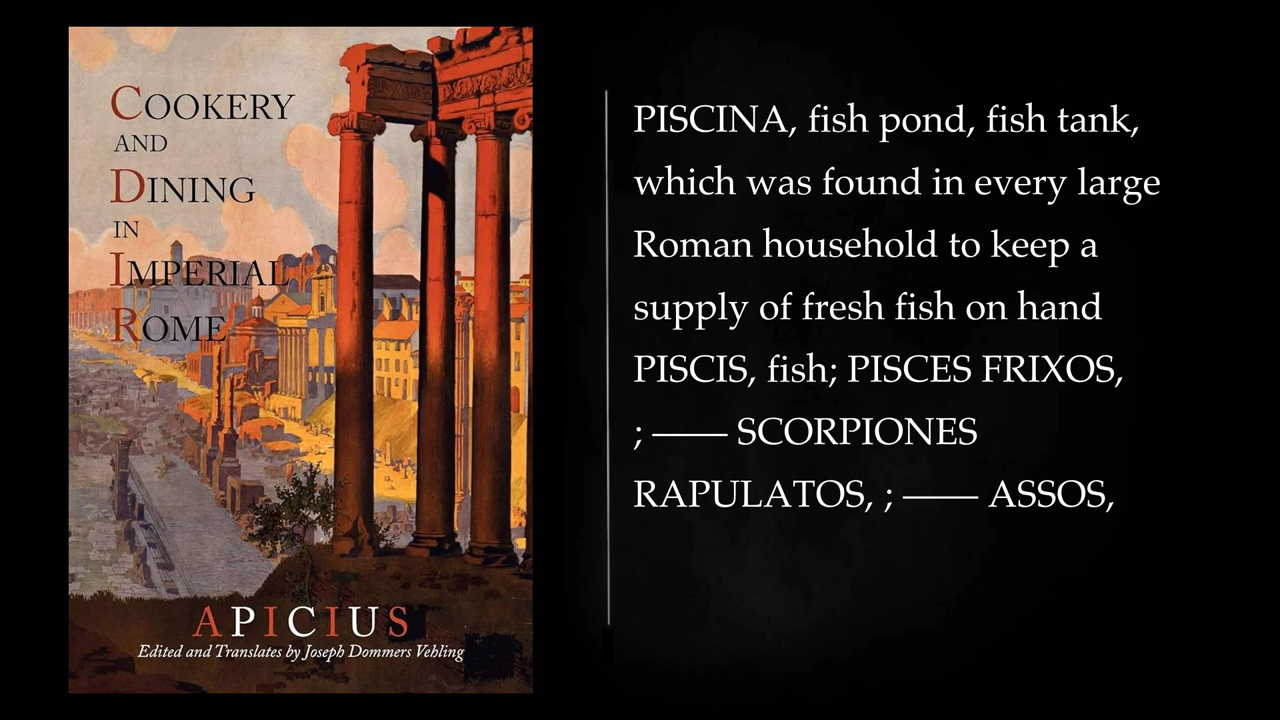 COOKERY
AND
DINING
IN
IMPERIAL
ROME
APICIUS
Edited and Translates by Joseph Dommers Vehling
PISCINA, fish pond, fish tank,
which was found in every large
Roman household to keep a
supply of fresh fish on hand
PISCIS, fish; PISCES FRIXOS,
; —— SCORPIONES
RAPULATOS, ; —— ASSOS,